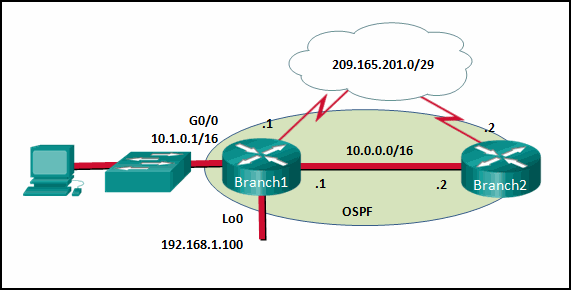 209.165.201.0/29
G0/0
10.1.0.1/16
.1
.2
10.0.0.0/16
Branch1
.1
.2
Branch2
Lo0
OSPF
192.168.1.100